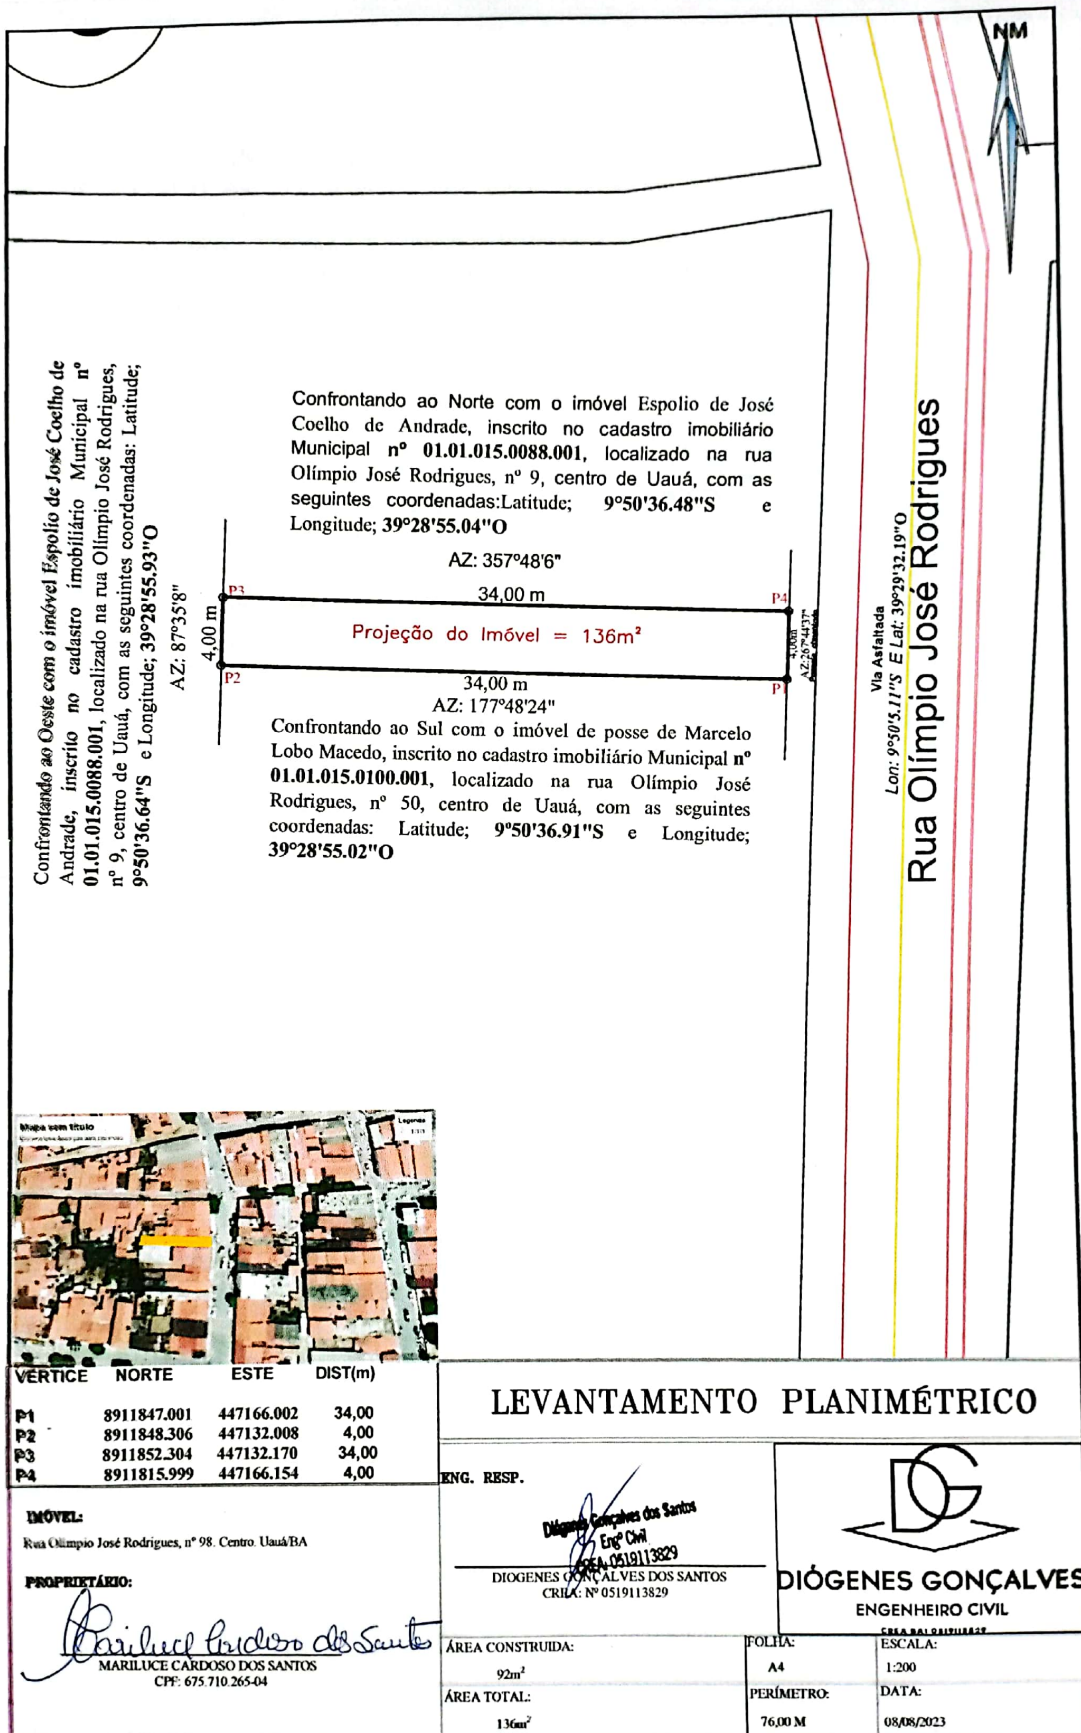 NM
Confrontando ao Oeste com o imóvel Espolio de José Coelho de
Andrade, inscrito no cadastro imobiliário Municipal nº
01.01.015.0088.001, localizado na rua Olímpio José Rodrigues,
nº 9, centro de Uauá, com as seguintes coordenadas: Latitude;
9°50'36.64"S e Longitude; 39°28'55.93"O
Confrontando ao Norte com o imóvel Espolio de José
Coelho de Andrade, inscrito no cadastro imobiliário
Municipal nº 01.01.015.0088.001, localizado na rua
Olímpio José Rodrigues, nº 9, centro de Uauá, com as
seguintes coordenadas:Latitude; 9°50'36.48"S e
Longitude; 39°28'55.04"O
AZ: 357°48'6"
34,00 m
P3
P4
AZ: 87°35'8"
4,00 m
Projeção do Imóvel = 136m²
4,00m
AZ:267°44'37"
P2
P1
34,00 m
AZ: 177°48'24"
Confrontando ao Sul com o imóvel de posse de Marcelo
Lobo Macedo, inscrito no cadastro imobiliário Municipal nº
01.01.015.0100.001, localizado na rua Olímpio José
Rodrigues, nº 50, centro de Uauá, com as seguintes
coordenadas: Latitude; 9°50'36.91"S e Longitude;
39°28'55.02"O
Via Asfaltada
Lon: 9°50'5.11"S E Lat: 39°29'32.19"O
Rua Olímpio José Rodrigues
Mapa sem título
Legenda
VÉRTICE NORTE ESTE DIST(m)
P1 8911847.001 447166.002 34,00
P2 8911848.306 447132.008 4,00
P3 8911852.304 447132.170 34,00
P4 8911815.999 447166.154 4,00
LEVANTAMENTO PLANIMÉTRICO
IMÓVEL:
Rua Olímpio José Rodrigues, nº 98. Centro. Uauá/BA
PROPRIETÁRIO:
Mariluce Cardoso dos Santos
MARILUCE CARDOSO DOS SANTOS
CPF: 675.710.265-04
ENG. RESP.
Diógenes Gonçalves dos Santos
Engº Civil
CREA: 0519113829
DIOGENES GONÇALVES DOS SANTOS
CREA: Nº 0519113829
DG
DIÓGENES GONÇALVES
ENGENHEIRO CIVIL
ÁREA CONSTRUIDA:
92m²
ÁREA TOTAL:
136m²
FOLHA:
A4
PERÍMETRO:
76,00 M
ESCALA:
1:200
DATA:
08/08/2023